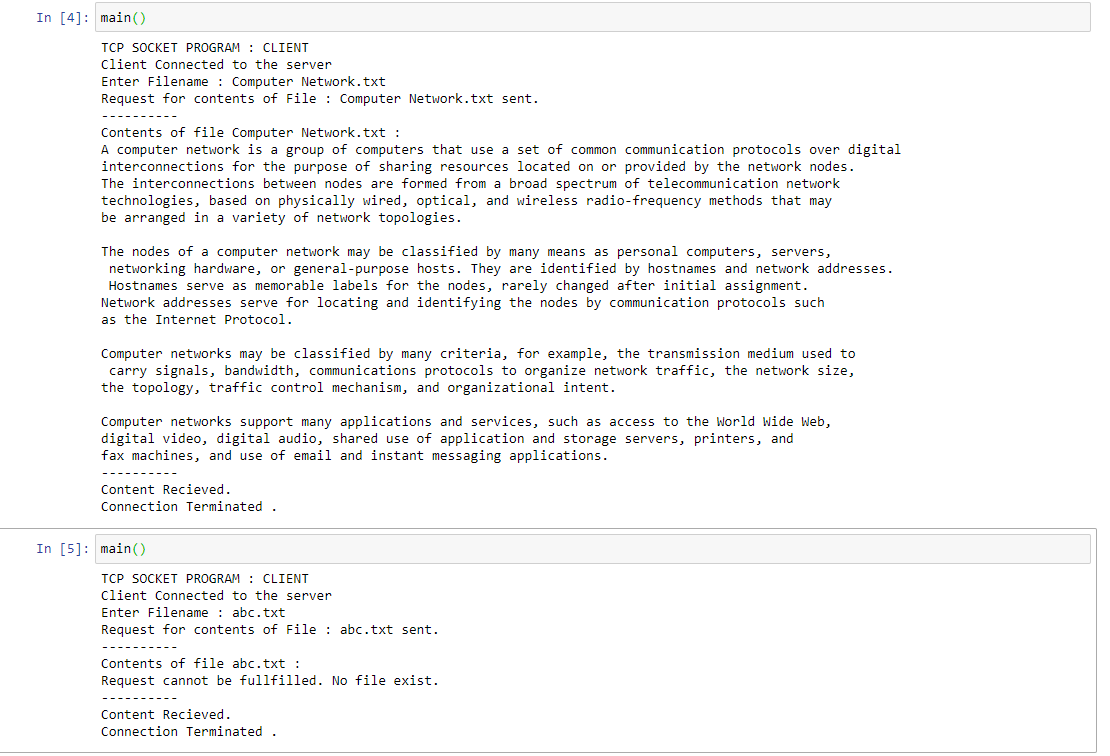 In [4]: main()
TCP SOCKET PROGRAM : CLIENT
Client Connected to the server
Enter Filename : Computer Network.txt
Request for contents of File : Computer Network.txt sent.
----------
Contents of file Computer Network.txt :
A computer network is a group of computers that use a set of common communication protocols over digital
interconnections for the purpose of sharing resources located on or provided by the network nodes.
The interconnections between nodes are formed from a broad spectrum of telecommunication network
technologies, based on physically wired, optical, and wireless radio-frequency methods that may
be arranged in a variety of network topologies.

The nodes of a computer network may be classified by many means as personal computers, servers,
 networking hardware, or general-purpose hosts. They are identified by hostnames and network addresses.
 Hostnames serve as memorable labels for the nodes, rarely changed after initial assignment.
Network addresses serve for locating and identifying the nodes by communication protocols such
as the Internet Protocol.

Computer networks may be classified by many criteria, for example, the transmission medium used to
 carry signals, bandwidth, communications protocols to organize network traffic, the network size,
the topology, traffic control mechanism, and organizational intent.

Computer networks support many applications and services, such as access to the World Wide Web,
digital video, digital audio, shared use of application and storage servers, printers, and
fax machines, and use of email and instant messaging applications.
----------
Content Recieved.
Connection Terminated .
In [5]: main()
TCP SOCKET PROGRAM : CLIENT
Client Connected to the server
Enter Filename : abc.txt
Request for contents of File : abc.txt sent.
----------
Contents of file abc.txt :
Request cannot be fullfilled. No file exist.
----------
Content Recieved.
Connection Terminated .